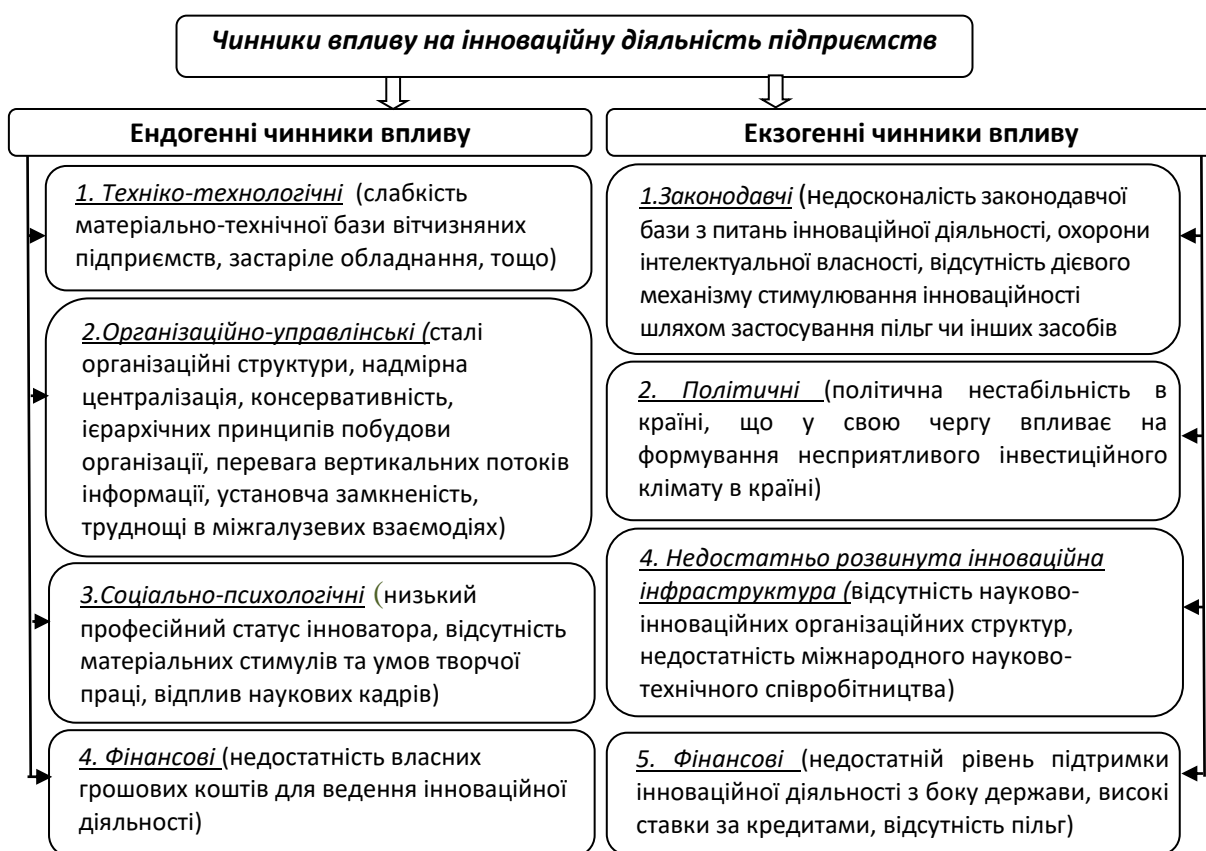 Чинники впливу на інноваційну діяльність підприємств
Ендогенні чинники впливу
1. Техніко-технологічні (слабкість
матеріально-технічної бази вітчизняних
підприємств, застаріле обладнання, тощо)
2.Організаційно-управлінські (сталі
організаційні структури, надмірна
централізація, консервативність,
ієрархічних принципів побудови
організації, перевага вертикальних потоків
інформації, установча замкненість,
труднощі в міжгалузевих взаємодіях)
3.Соціально-психологічні (низький
професійний статус інноватора, відсутність
матеріальних стимулів та умов творчої
праці, відплив наукових кадрів)
4. Фінансові (недостатність власних
грошових коштів для ведення інноваційної
діяльності)
Екзогенні чинники впливу
1.Законодавчі (недосконалість законодавчої
бази з питань інноваційної діяльності, охорони
інтелектуальної власності, відсутність дієвого
механізму стимулювання інноваційності
шляхом застосування пільг чи інших засобів
2. Політичні (політична нестабільність в
країні, що у свою чергу впливає на
формування несприятливого інвестиційного
клімату в країні)
4. Недостатньо розвинута інноваційна
інфраструктура (відсутність науково-
інноваційних організаційних структур,
недостатність міжнародного науково-
технічного співробітництва)
5. Фінансові (недостатній рівень підтримки
інноваційної діяльності з боку держави, високі
ставки за кредитами, відсутність пільг)